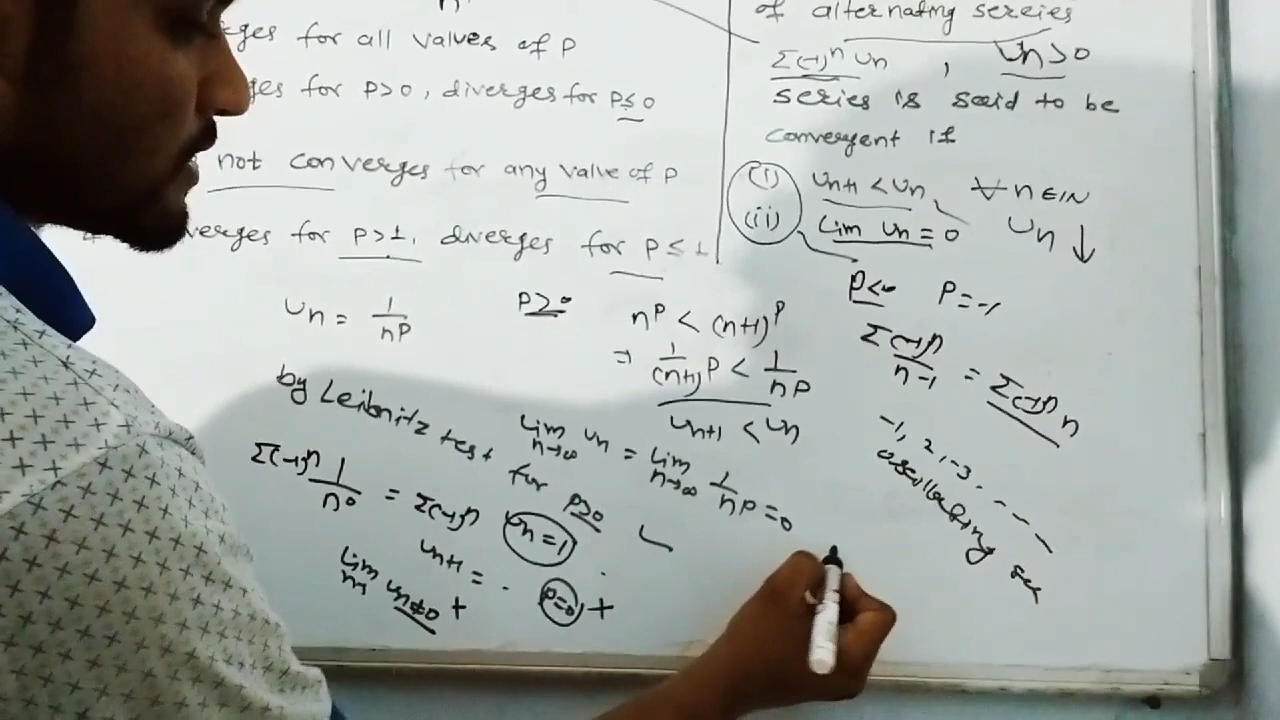 n
ges for all values of P
ges for P>0, diverges for P≤0
not converges for any value of P
verges for P>1, diverges for P≤1
of alternating sereies
Σ(-1)ⁿ Un , Un>0
series is said to be
convergent if
(i) Un+1 < Un, ∀ n ∈ IN
(ii) Lim Un = 0 Un ↓
Un = 1/nᴾ
P≥0
nᴾ < (n+1)ᴾ
⇒ 1/(n+1)ᴾ < 1/nᴾ
Un+1 < Un
by Leibnitz test for P≥0
Lim n→∞ Un = Lim n→∞ 1/nᴾ = 0
Σ(-1)ⁿ 1/n⁰ = Σ(-1)ⁿ Un=1
Un+1 = P=0 +
Lim Un≠0 +
P<0 P=-1
Σ(-1)ⁿ/n-1 = Σ(-1)ⁿ n
-1, 2, -3, - - -
oscillating